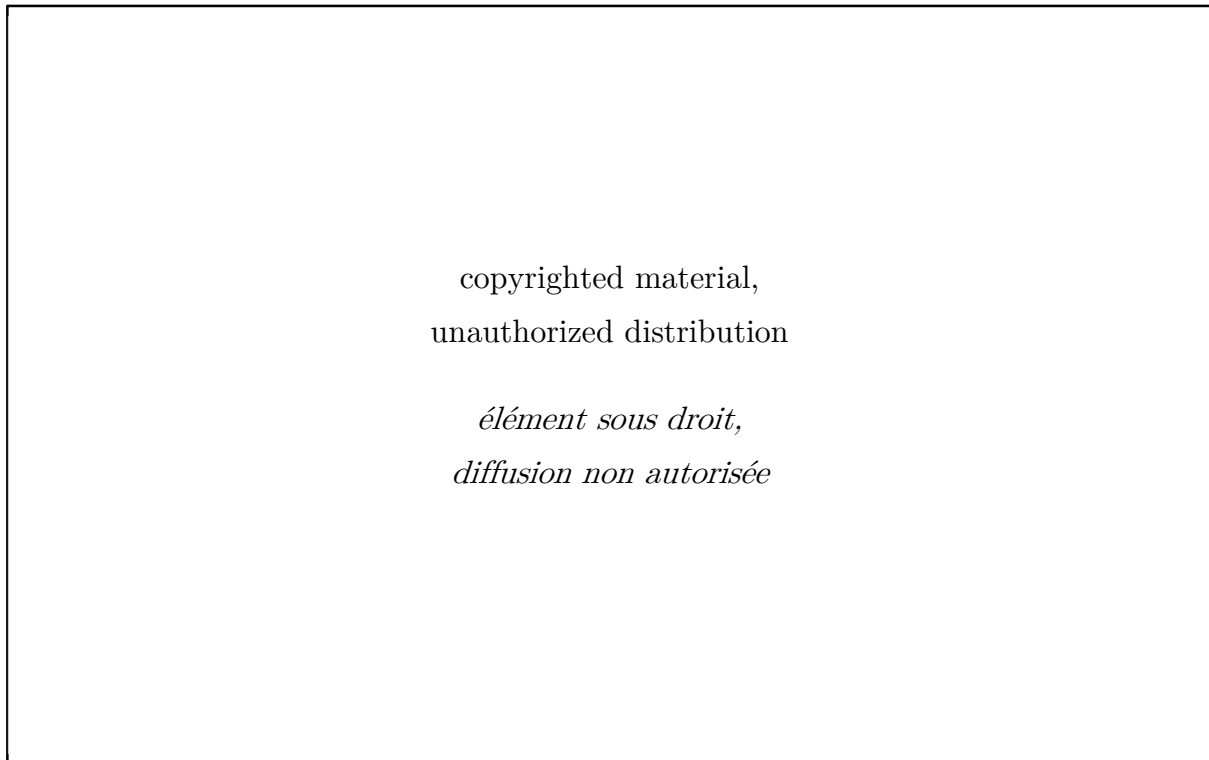 copyrighted material,
unauthorized distribution
élément sous droit,
diffusion non autorisée